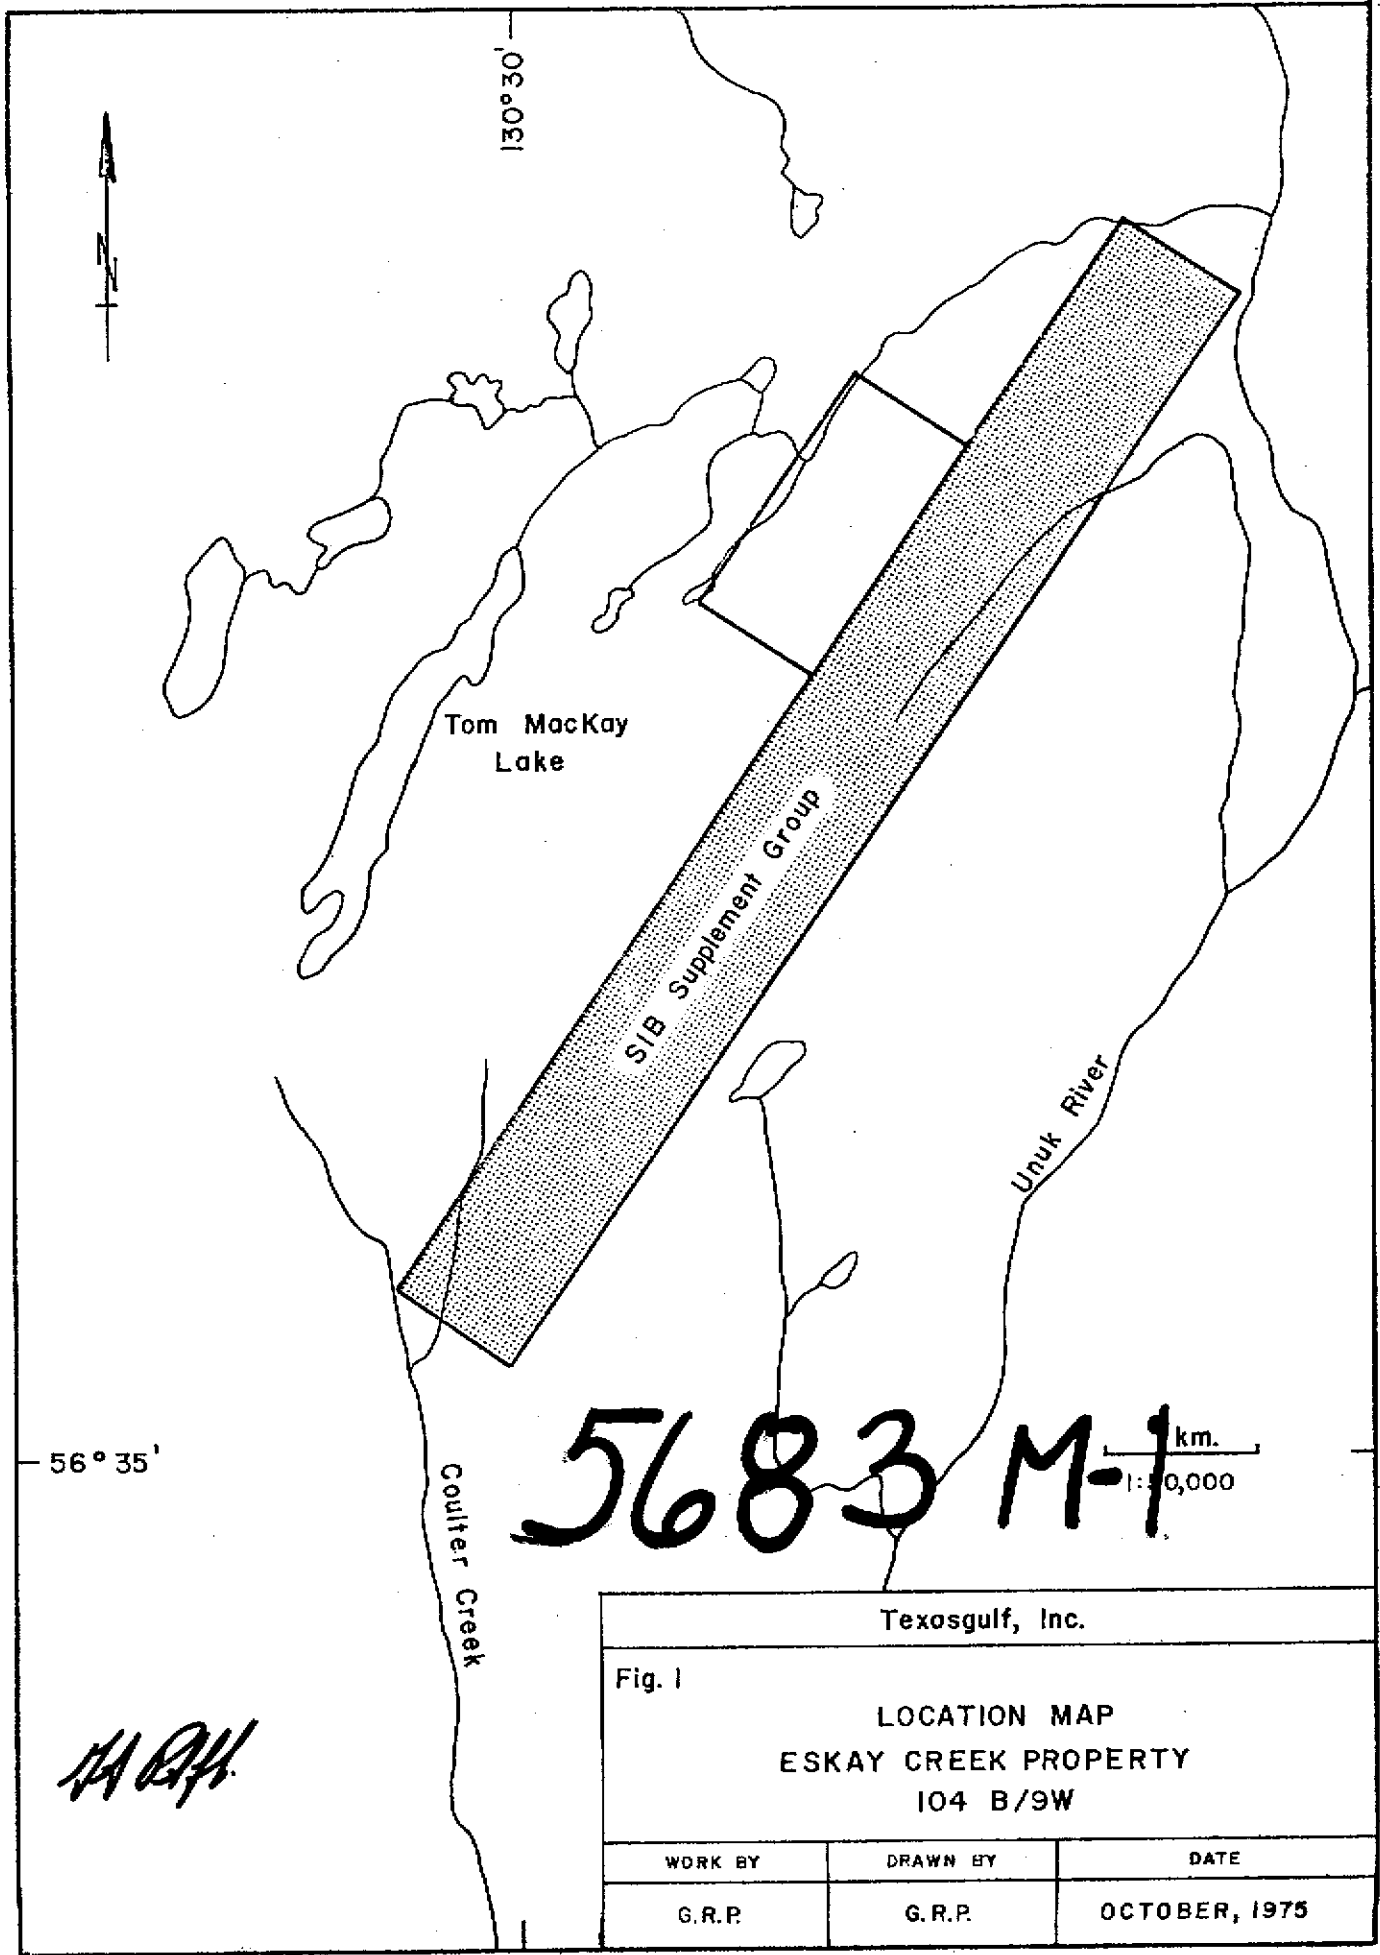 130°30'
N
Tom MacKay
Lake
SIB Supplement Group
Unuk River
56°35'
Coulter Creek
5683 M-1
km.
Texasgulf, Inc.
Fig. 1
LOCATION MAP
ESKAY CREEK PROPERTY
104 B/9W
WORK BY
DRAWN BY
DATE
G.R.P.
G.R.P.
OCTOBER, 1975